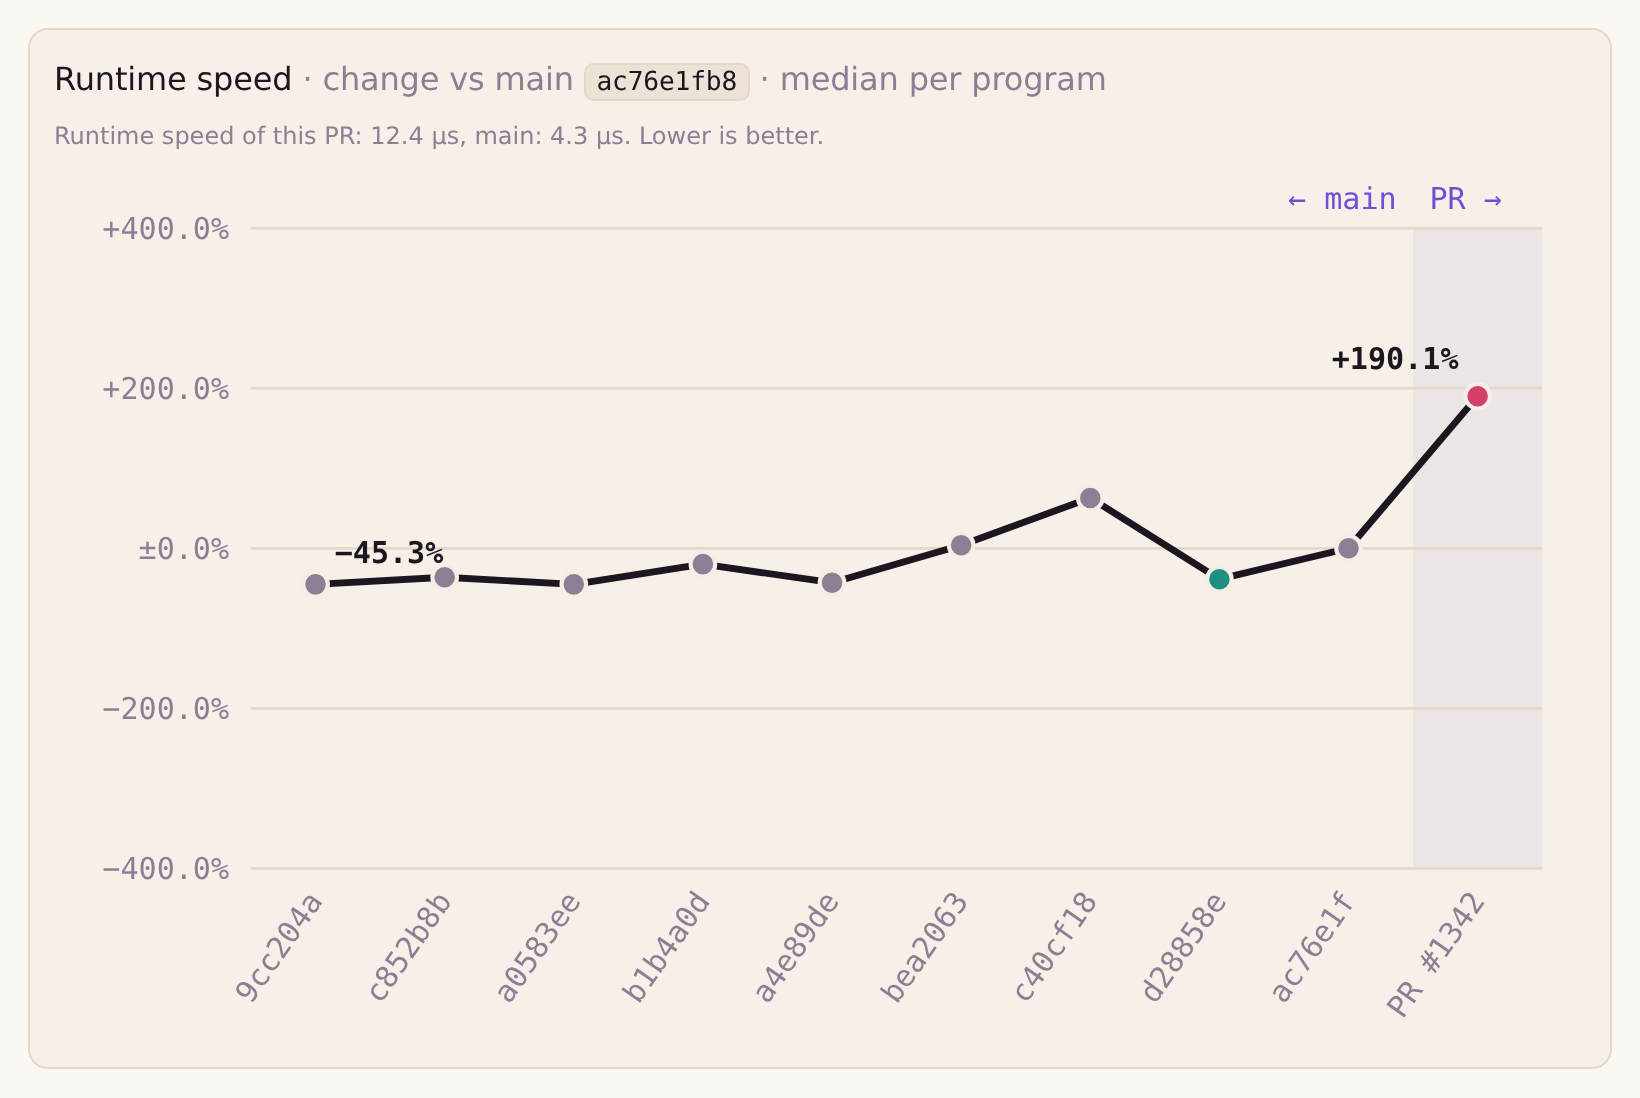 Runtime speed · change vs main ac76e1fb8 · median per program
Runtime speed of this PR: 12.4 µs, main: 4.3 µs. Lower is better.
← main PR →
+400.0%
+190.1%
+200.0%
±0.0%
−45.3%
−200.0%
−400.0%
9cc204a
c852b8b
a0583ee
b1b4a0d
a4e89de
bea2063
c40cf18
d28858e
ac76e1f
PR #1342